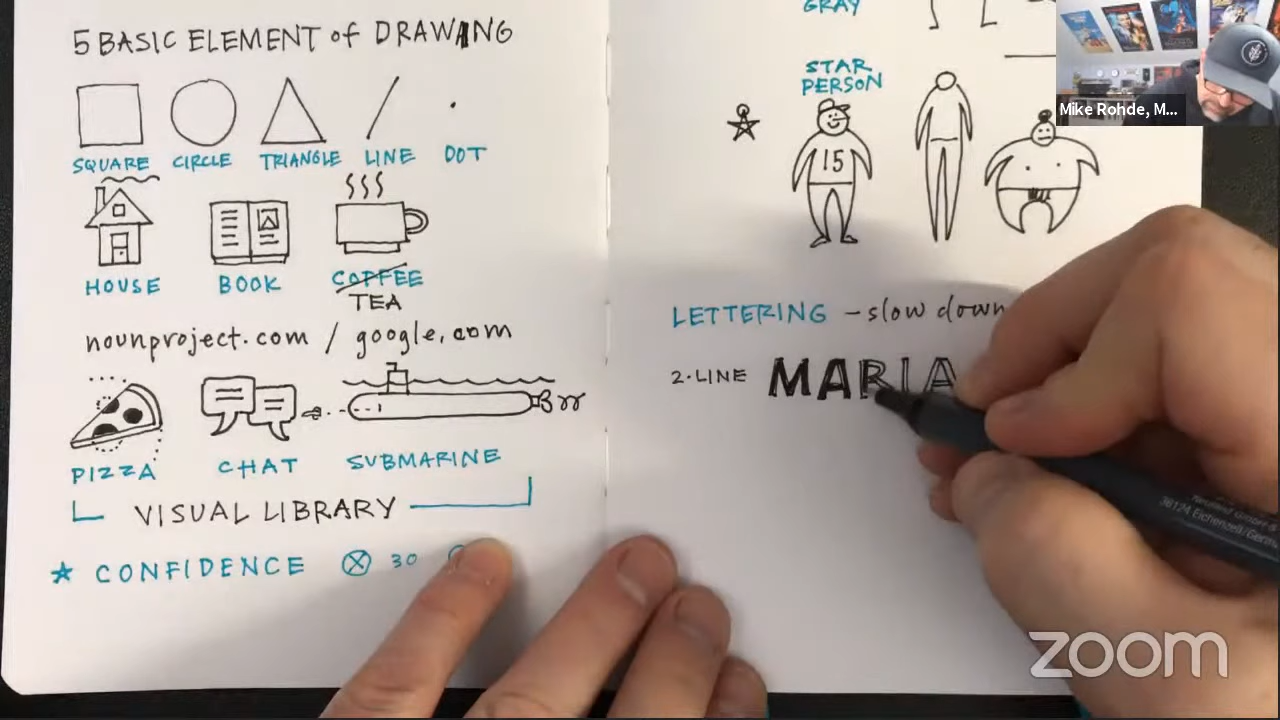 5 BASIC ELEMENT of DRAWING
SQUARE CIRCLE TRIANGLE LINE DOT
HOUSE BOOK COFFEE
TEA
nounproject.com / google.com
PIZZA CHAT SUBMARINE
VISUAL LIBRARY
CONFIDENCE 30
GRAY
STAR
PERSON
15
LETTERING - slow down
2-LINE MARIA
Mike Rohde, M...
zoom